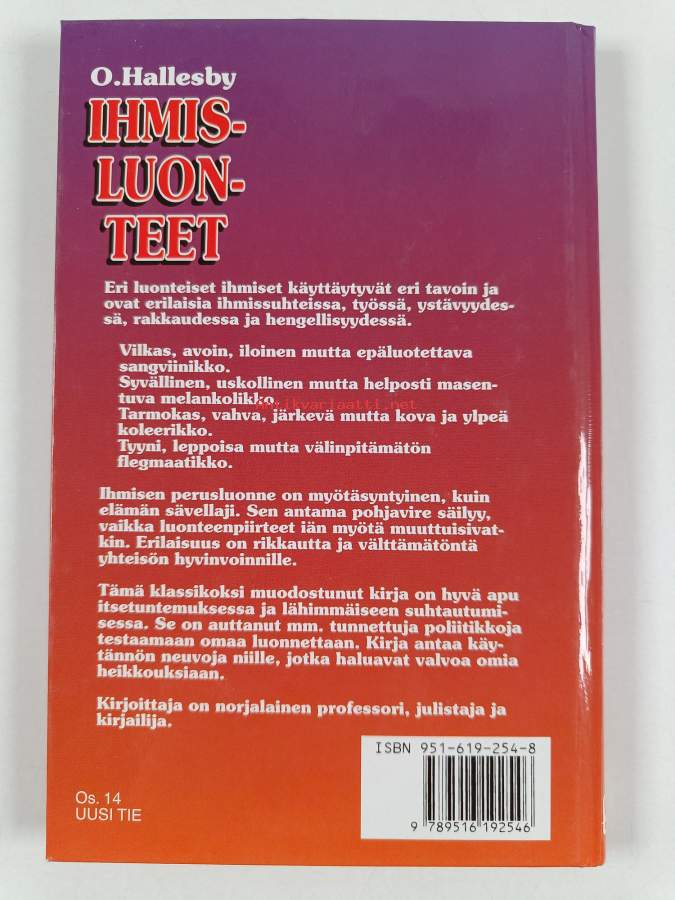 O.Hallesby
IHMIS-
LUON-
TEET
Eri luonteiset ihmiset käyttäytyvät eri tavoin ja
ovat erilaisia ihmissuhteissa, työssä, ystävyydes-
sä, rakkaudessa ja hengellisyydessä.
Vilkas, avoin, iloinen mutta epäluotettava
sangviinikko.
Syvällinen, uskollinen mutta helposti masen-
tuva melankolikko.
antikvariaatti.net
Tarmokas, vahva, järkevä mutta kova ja ylpeä
koleerikko.
Tyyni, leppoisa mutta välinpitämätön
flegmaatikko.
Ihmisen perusluonne on myötäsyntyinen, kuin
elämän sävellaji. Sen antama pohjavire säilyy,
vaikka luonteenpiirteet iän myötä muuttuisivat-
kin. Erilaisuus on rikkautta ja välttämätöntä
yhteisön hyvinvoinnille.
Tämä klassikoksi muodostunut kirja on hyvä apu
itsetuntemuksessa ja lähimmäiseen suhtautumi-
sessa. Se on auttanut mm. tunnettuja poliitikkoja
testaamaan omaa luonnettaan. Kirja antaa käy-
tännön neuvoja niille, jotka haluavat valvoa omia
heikkouksiaan.
Kirjoittaja on norjalainen professori, julistaja ja
kirjailija.
ISBN 951-619-254-8
9 789516 192546
Os. 14
UUSI TIE